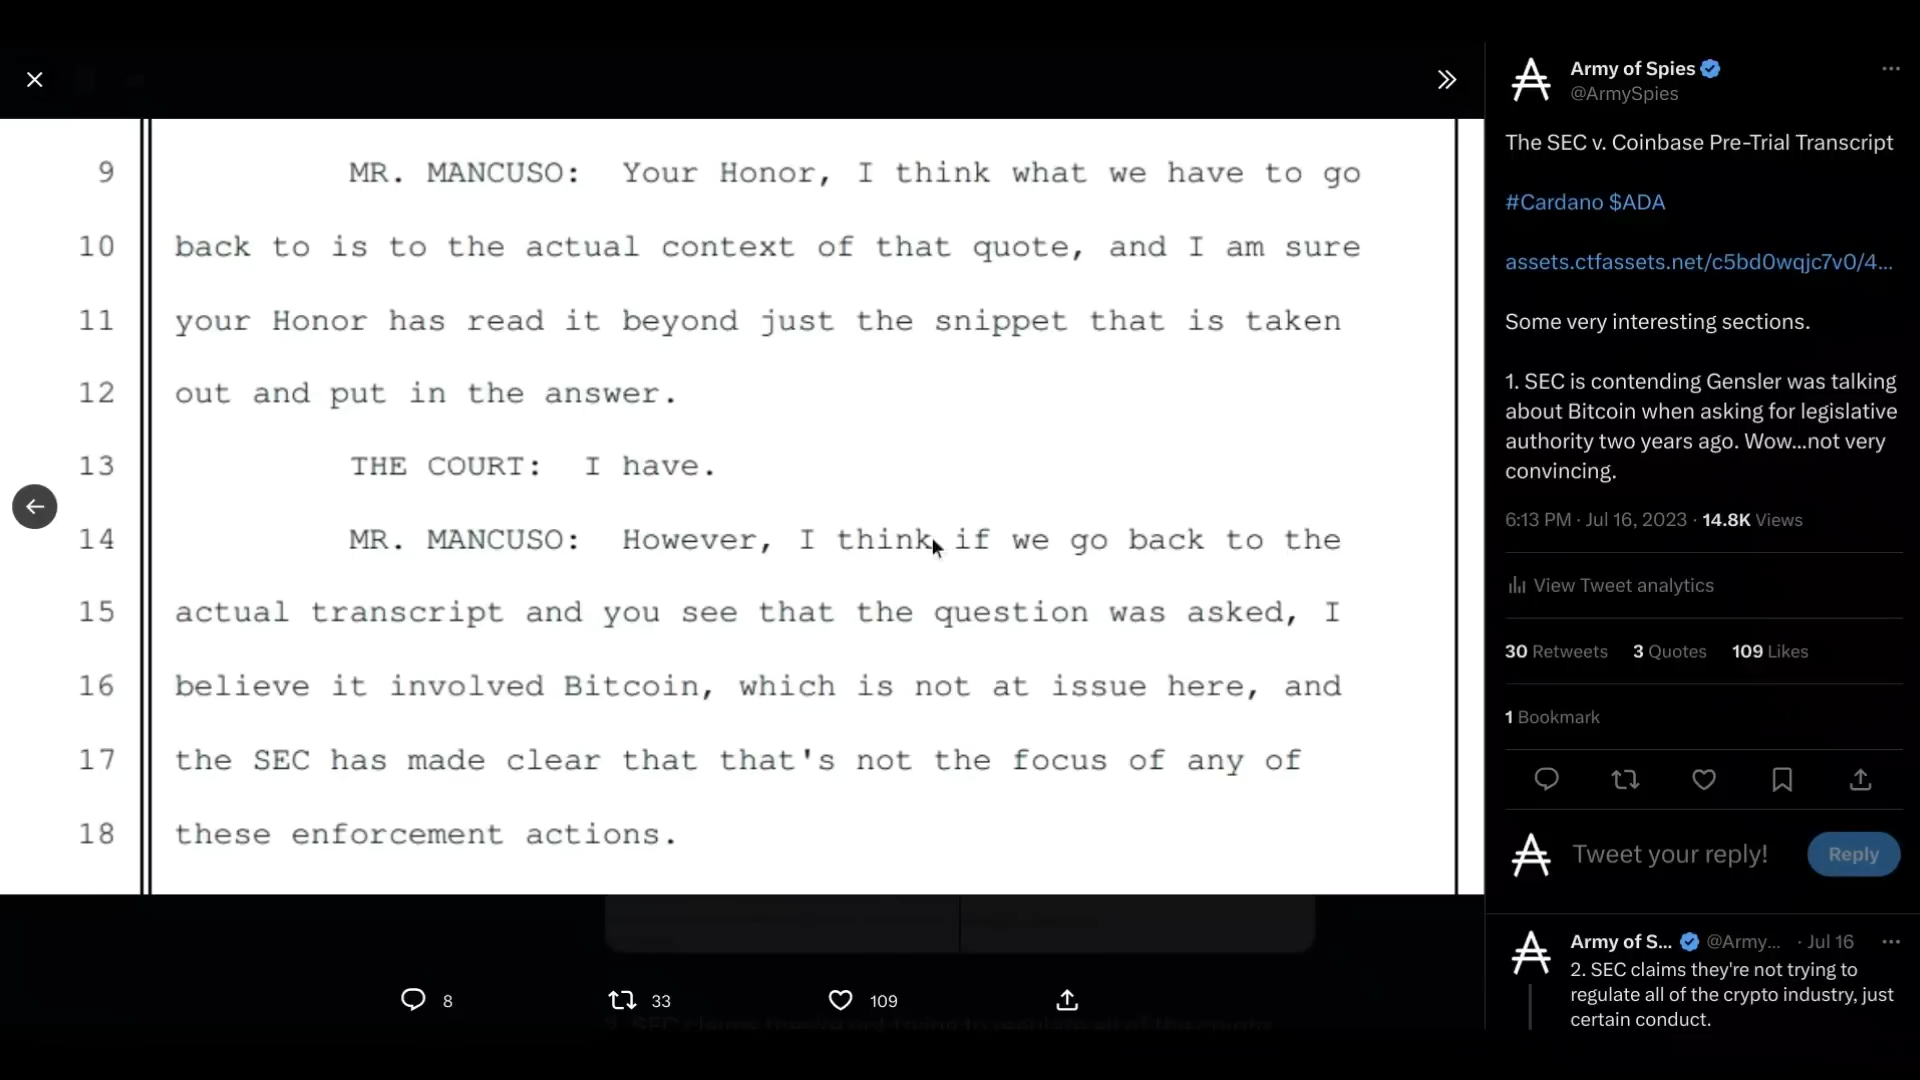 9 MR. MANCUSO: Your Honor, I think what we have to go
10 back to is to the actual context of that quote, and I am sure
11 your Honor has read it beyond just the snippet that is taken
12 out and put in the answer.
13 THE COURT: I have.
14 MR. MANCUSO: However, I think if we go back to the
15 actual transcript and you see that the question was asked, I
16 believe it involved Bitcoin, which is not at issue here, and
17 the SEC has made clear that that's not the focus of any of
18 these enforcement actions.
8 33 109
Army of Spies
@ArmySpies
The SEC v. Coinbase Pre-Trial Transcript
#Cardano $ADA
assets.ctfassets.net/c5bd0wqjc7v0/4...
Some very interesting sections.
1. SEC is contending Gensler was talking
about Bitcoin when asking for legislative
authority two years ago. Wow...not very
convincing.
6:13 PM · Jul 16, 2023 · 14.8K Views
View Tweet analytics
30 Retweets 3 Quotes 109 Likes
1 Bookmark
Tweet your reply! Reply
Army of S... @Army... · Jul 16
2. SEC claims they're not trying to
regulate all of the crypto industry, just
certain conduct.